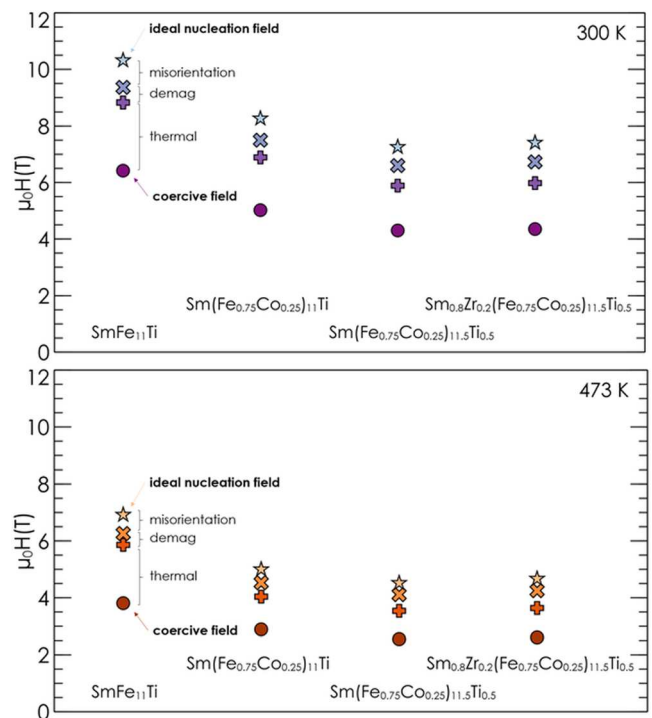 12
300 K
ideal nucleation field
10
misorientation
demag
8
thermal
μ₀H(T)
6
coercive field
4
2
Sm(Fe₀.₇₅Co₀.₂₅)₁₁Ti
Sm₀.₈Zr₀.₂(Fe₀.₇₅Co₀.₂₅)₁₁.₅Ti₀.₅
SmFe₁₁Ti
Sm(Fe₀.₇₅Co₀.₂₅)₁₁.₅Ti₀.₅
0
12
473 K
10
8
ideal nucleation field
misorientation
demag
μ₀H(T)
6
thermal
4
coercive field
2
Sm(Fe₀.₇₅Co₀.₂₅)₁₁Ti
Sm₀.₈Zr₀.₂(Fe₀.₇₅Co₀.₂₅)₁₁.₅Ti₀.₅
SmFe₁₁Ti
Sm(Fe₀.₇₅Co₀.₂₅)₁₁.₅Ti₀.₅
0